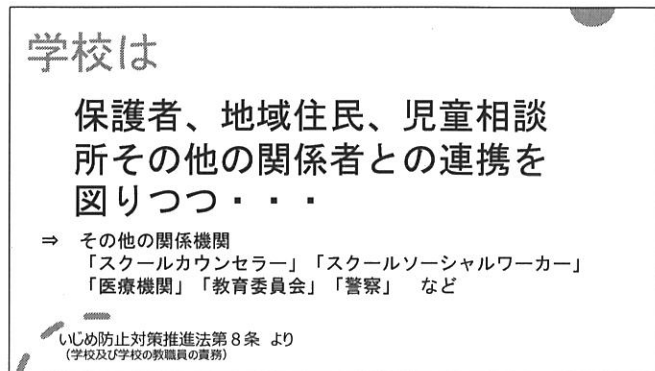 学校は
保護者、地域住民、児童相談
所その他の関係者との連携を
図りつつ・・・
⇒ その他の関係機関
「スクールカウンセラー」「スクールソーシャルワーカー」
「医療機関」「教育委員会」「警察」 など
いじめ防止対策推進法第8条 より
(学校及び学校の教職員の責務)